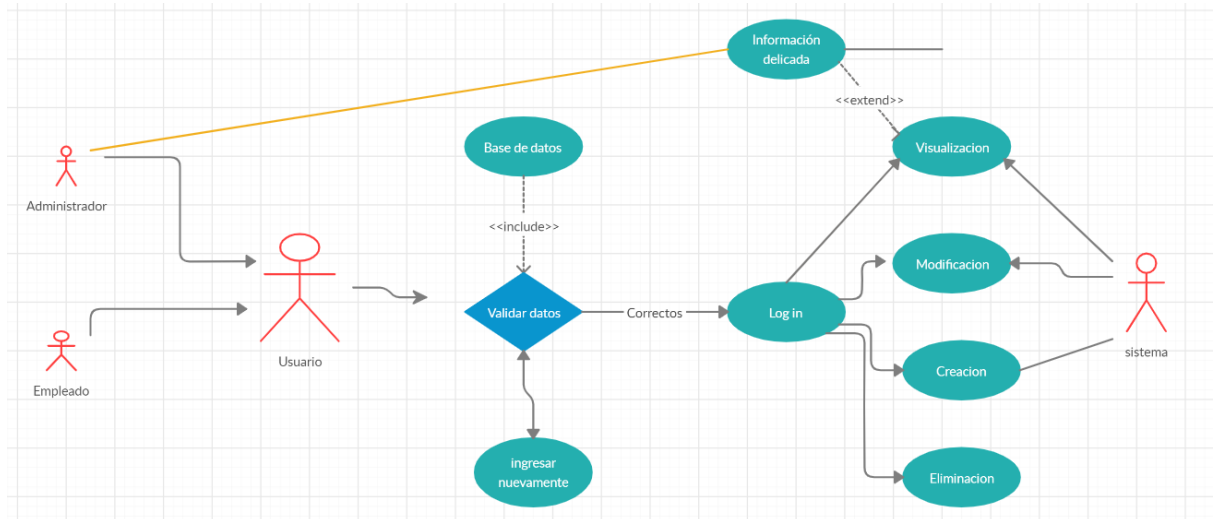 Información
delicada
<<extend>>
Base de datos
Visualizacion
Administrador
<<include>>
Modificacion
Validar datos
Correctos
Log in
sistema
Usuario
Creacion
Empleado
ingresar
nuevamente
Eliminacion